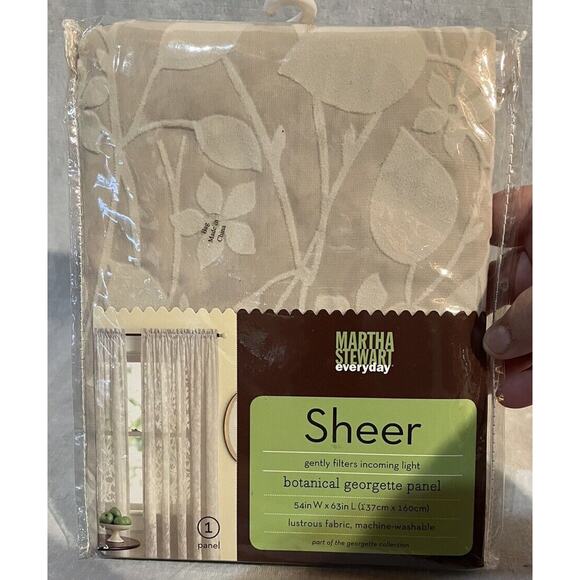 Bag
Made in
China
MARTHA
STEWART
everyday
Sheer
gently filters incoming light
botanical georgette panel
54in W x 63in L (137cm x 160cm)
lustrous fabric, machine-washable
part of the georgette collection
1
panel